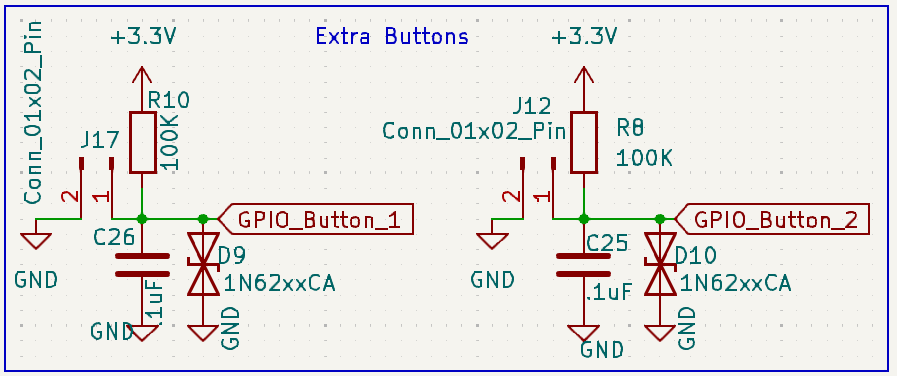 Extra Buttons
+3.3V
R10
100K
Conn_01x02_Pin
J17
2
1
GPIO_Button_1
GND
C26
.1uF
GND
D9
1N62xxCA
GND
+3.3V
J12
Conn_01x02_Pin
R8
100K
2
1
GPIO_Button_2
GND
C25
.1uF
GND
D10
1N62xxCA
GND